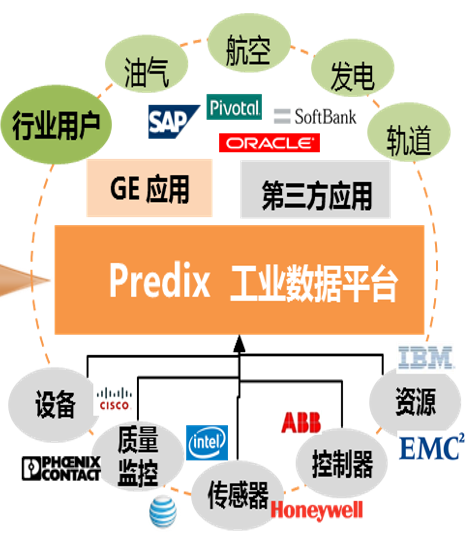 航空
油气
发电
行业用户
SAP
Pivotal
SoftBank
ORACLE
轨道
GE 应用
第三方应用
Predix 工业数据平台
IBM
设备
CISCO
资源
ABB
质量
监控
intel
EMC²
控制器
PHŒNIX
CONTACT
传感器
Honeywell
at&t